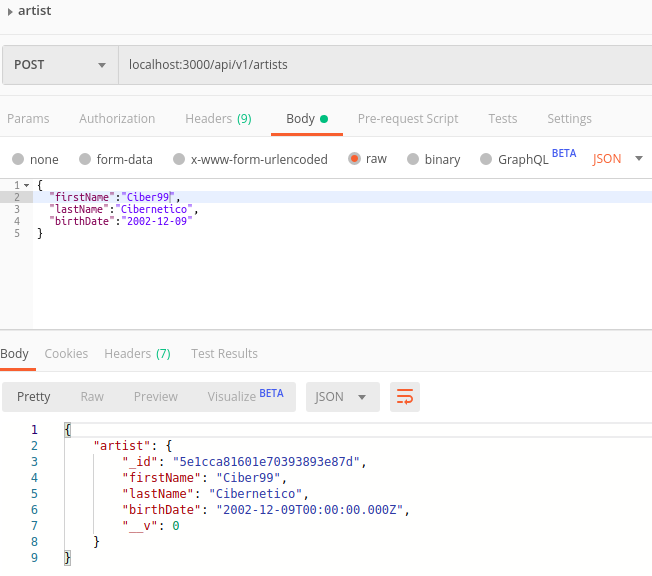 artist
POST localhost:3000/api/v1/artists
Params Authorization Headers (9) Body Pre-request Script Tests Settings
none form-data x-www-form-urlencoded raw binary GraphQL BETA JSON
1 {
2 "firstName":"Ciber99",
3 "lastName":"Cibernetico",
4 "birthDate":"2002-12-09"
5 }
Body Cookies Headers (7) Test Results
Pretty Raw Preview Visualize BETA JSON
1 {
2 "artist": {
3 "_id": "5e1cca81601e70393893e87d",
4 "firstName": "Ciber99",
5 "lastName": "Cibernetico",
6 "birthDate": "2002-12-09T00:00:00.000Z",
7 "__v": 0
8 }
9 }